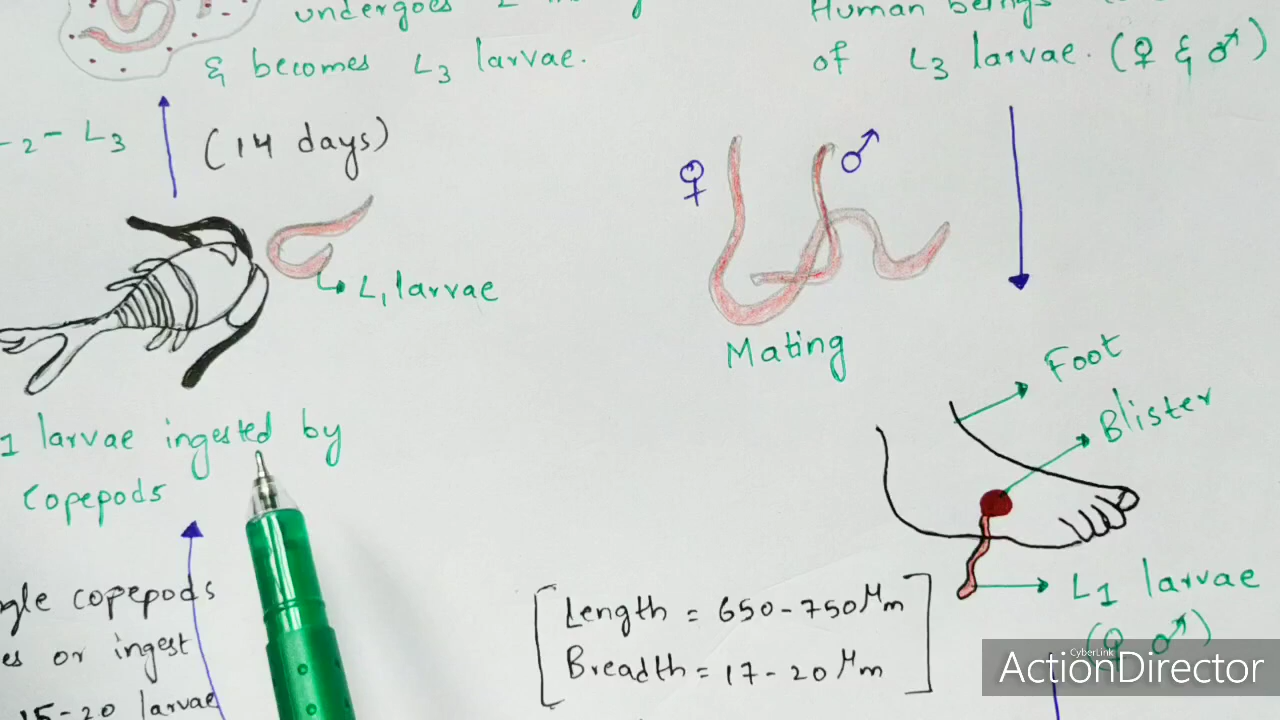 undergoes L
& becomes L3 larvae.
2 - L3
(14 days)
L1 larvae
1 larvae ingested by
copepods
copepods
or ingest
15-20 larvae
Human beings
of L3 larvae. (♀ & ♂)
♀
♂
Mating
Foot
Blister
L1 larvae
(♀ ♂)
[Length = 650-750 μm
Breadth = 17-20 μm]
CyberLink
ActionDirector